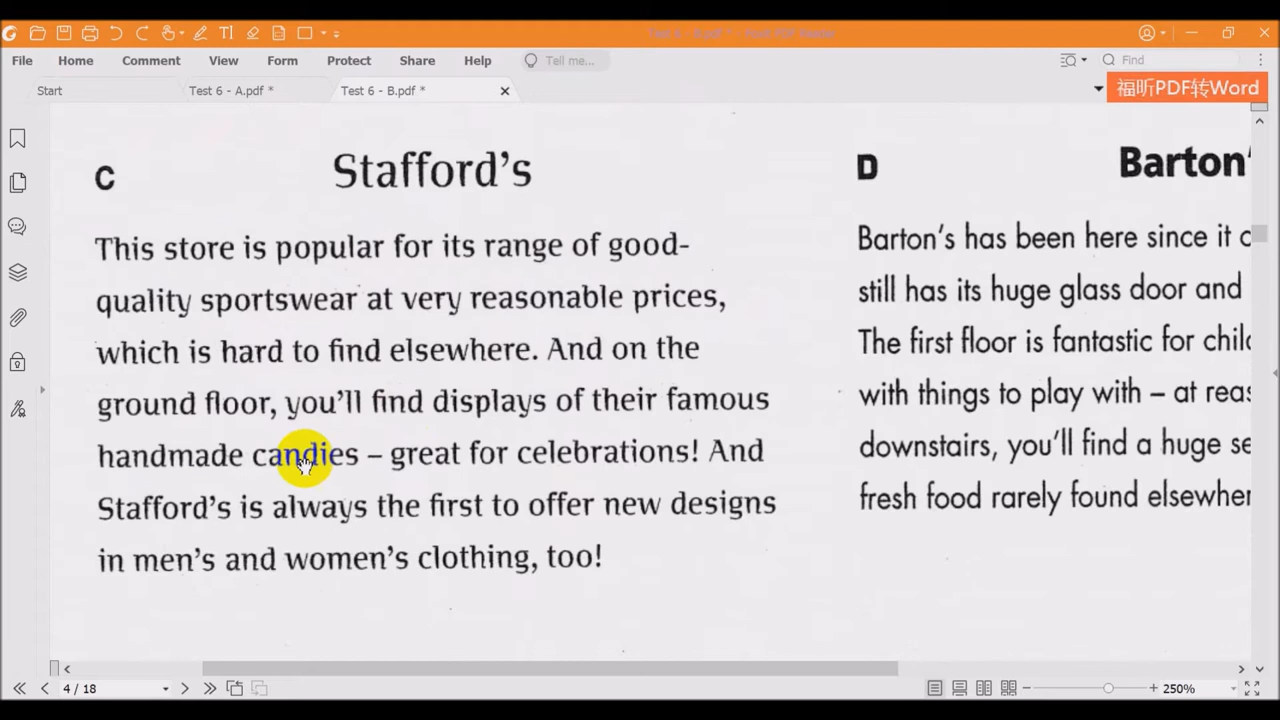 File Home Comment View Form Protect Share Help Tell me... Find
Start Test 6 - A.pdf * Test 6 - B.pdf * 福昕PDF转Word
C Stafford's
This store is popular for its range of good-
quality sportswear at very reasonable prices,
which is hard to find elsewhere. And on the
ground floor, you'll find displays of their famous
handmade candies – great for celebrations! And
Stafford's is always the first to offer new designs
in men's and women's clothing, too!
D Barton'
Barton's has been here since it
still has its huge glass door and
The first floor is fantastic for
with things to play with – at
downstairs, you'll find a huge
fresh food rarely found
4 / 18 250%